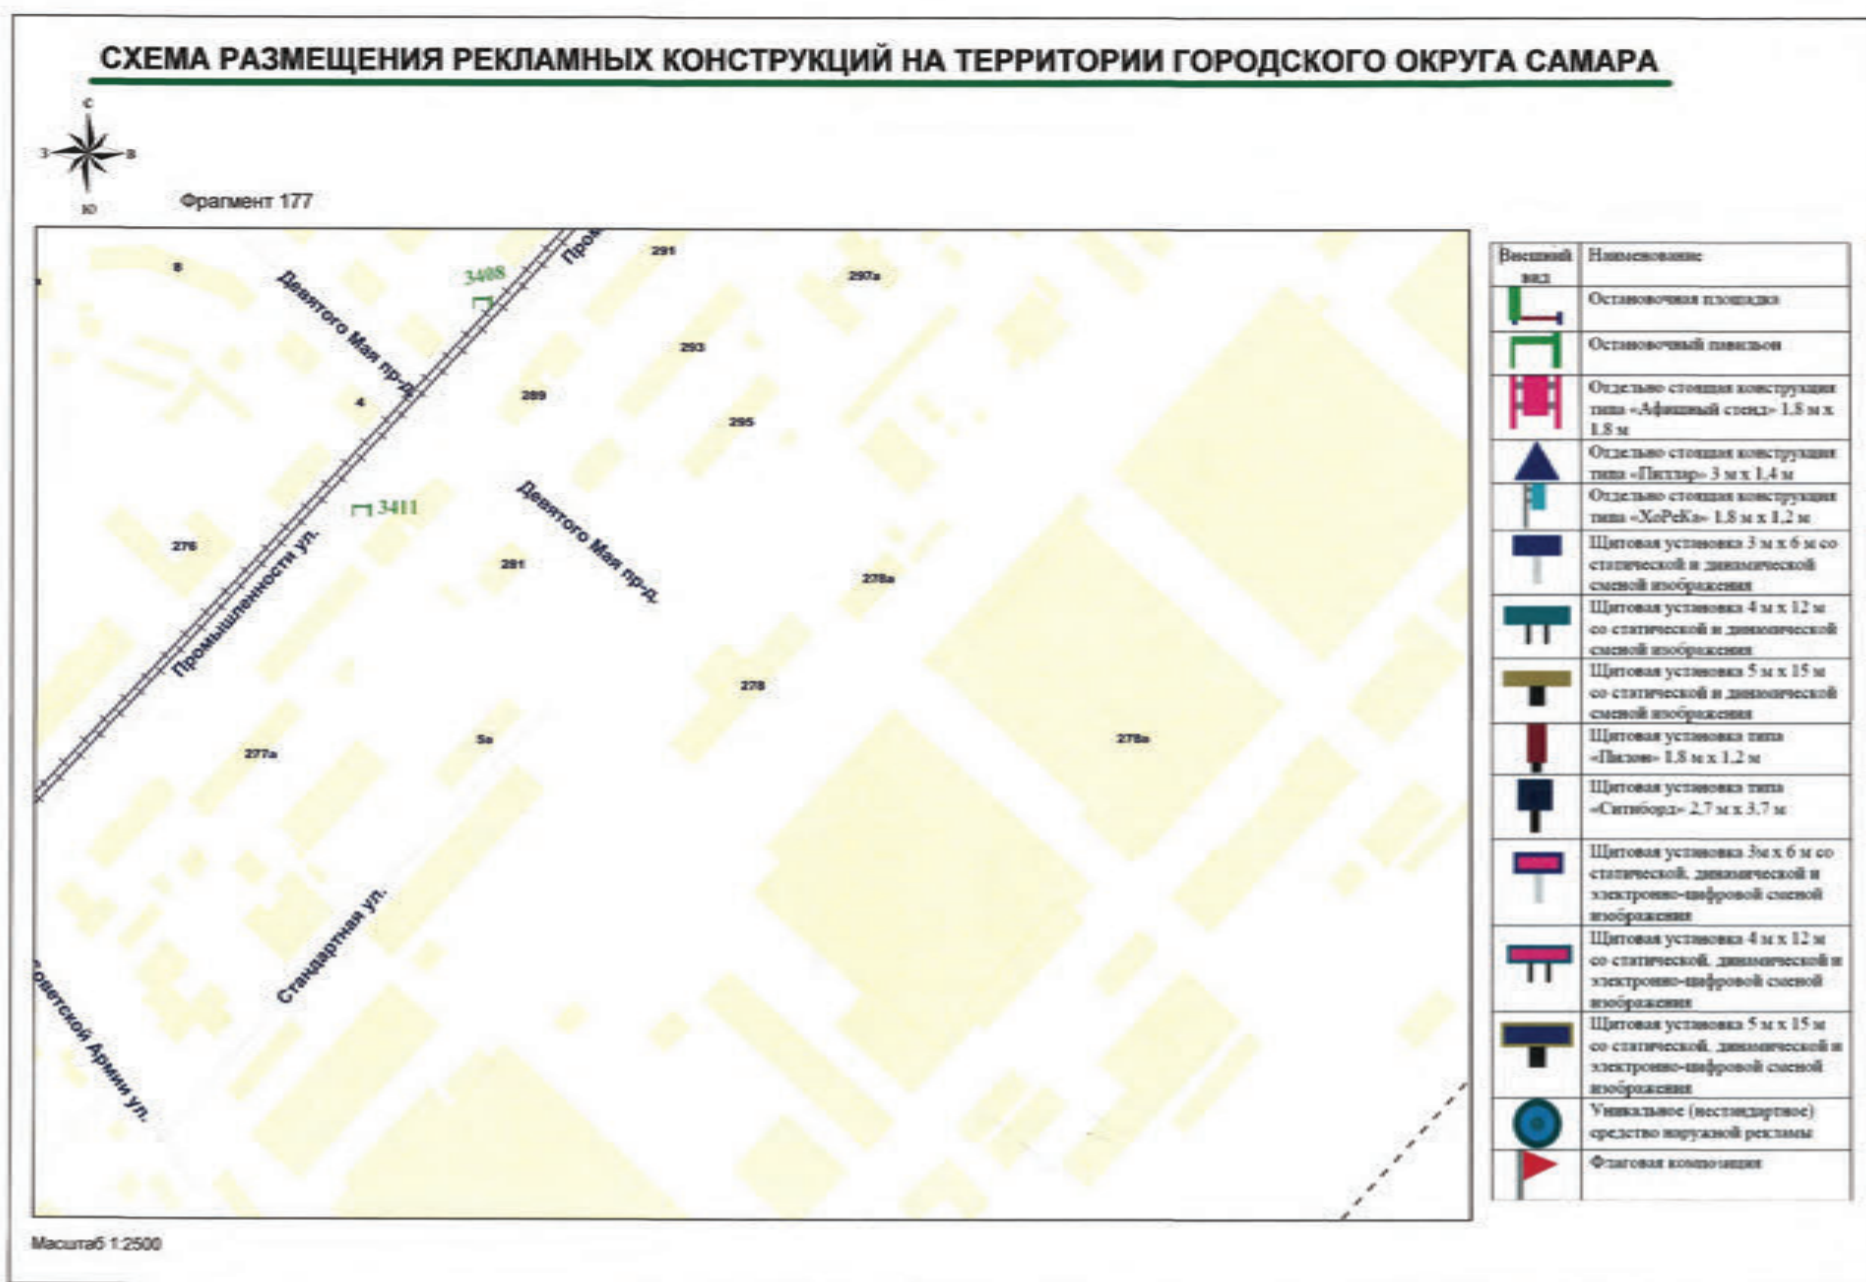 СХЕМА РАЗМЕЩЕНИЯ РЕКЛАМНЫХ КОНСТРУКЦИЙ НА ТЕРРИТОРИИ ГОРОДСКОГО ОКРУГА САМАРА
С
З В
Ю
Фрагмент 177
8
Девятого Мая пр-д.
3408
291
297а
293
4
289
295
3411
276
Промышленности ул.
281
Девятого Мая пр-д.
278а
278
277а
5а
278а
Стандартная ул.
Советской Армии ул.
Масштаб 1:2500
Внешний вид
Наименование
Остановочная площадка
Остановочный павильон
Отдельно стоящая конструкция
типа «Афишный стенд» 1.8 м х
1.8 м
Отдельно стоящая конструкция
типа «Пиллар» 3 м х 1,4 м
Отдельно стоящая конструкция
типа «ХоРеКа» 1,8 м х 1,2 м
Щитовая установка 3 м х 6 м со
статической и динамической
сменой изображения
Щитовая установка 4 м х 12 м
со статической и динамической
сменой изображения
Щитовая установка 5 м х 15 м
со статической и динамической
сменой изображения
Щитовая установка типа
«Пилон» 1,8 м х 1,2 м
Щитовая установка типа
«Ситиборд» 2,7 м х 3,7 м
Щитовая установка 3м х 6 м со
статической, динамической и
электронно-цифровой сменой
изображения
Щитовая установка 4 м х 12 м
со статической, динамической и
электронно-цифровой сменой
изображения
Щитовая установка 5 м х 15 м
со статической, динамической и
электронно-цифровой сменой
изображения
Уникальное (нестандартное)
средство наружной рекламы
Флаговая композиция